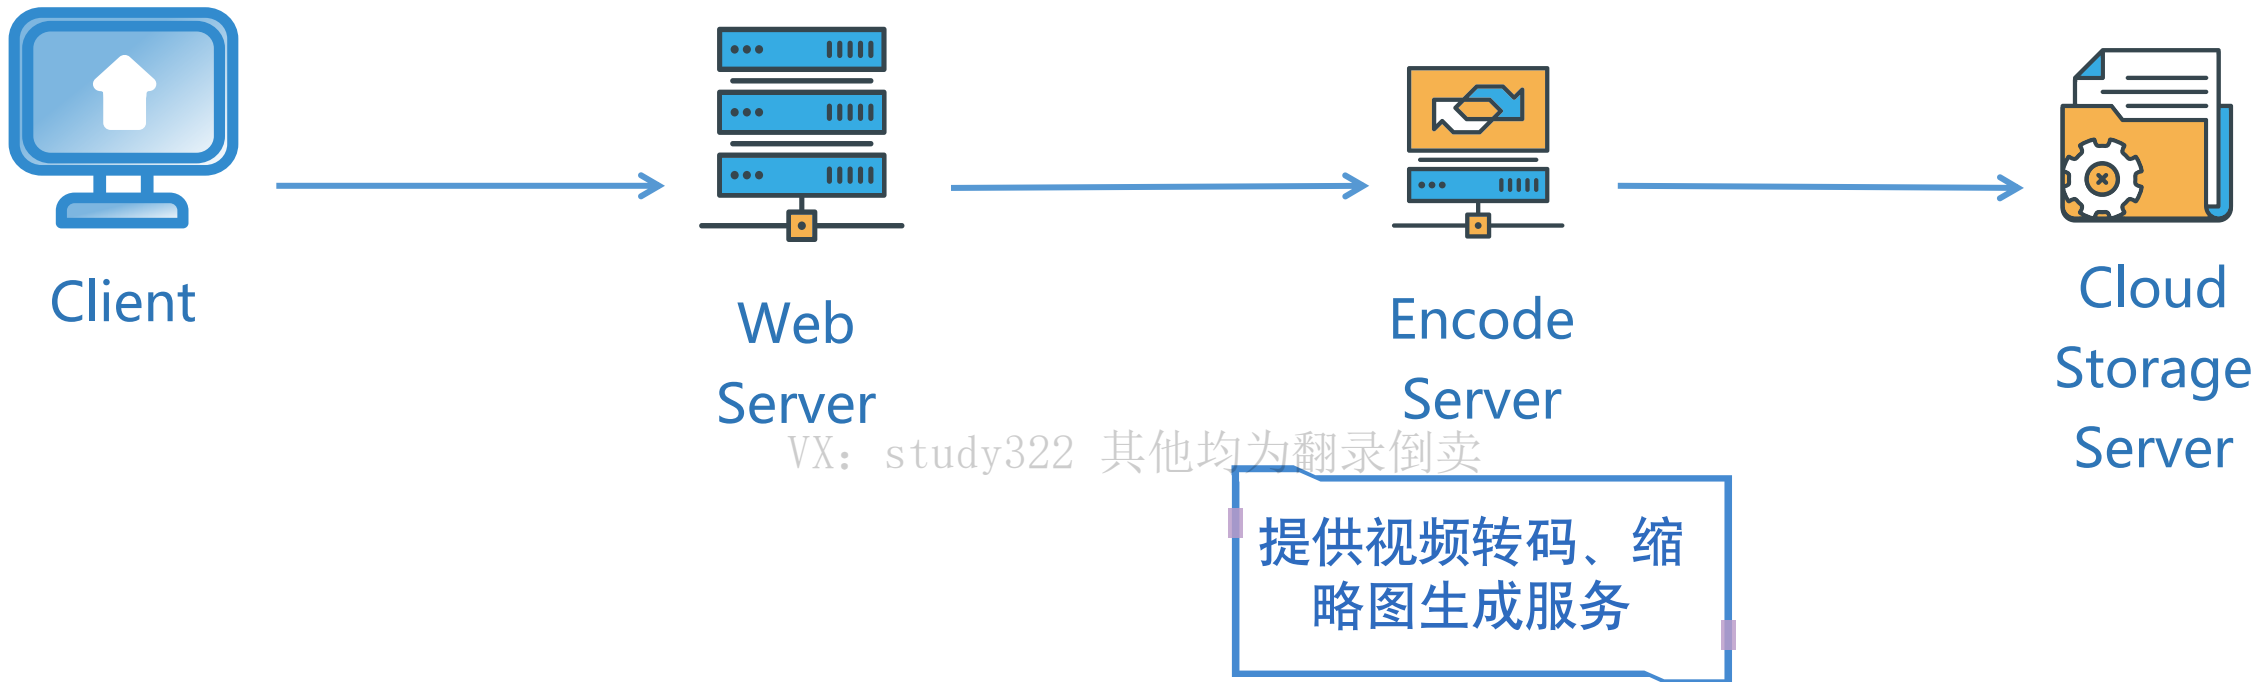 Client
Web
Server
Encode
Server
Cloud
Storage
Server
VX: study322 其他均为翻录倒卖
提供视频转码、缩
略图生成服务